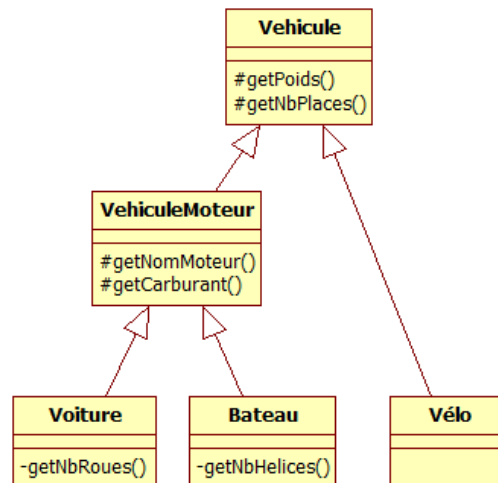 Vehicule
#getPoids()
#getNbPlaces()
VehiculeMoteur
#getNomMoteur()
#getCarburant()
Voiture
-getNbRoues()
Bateau
-getNbHelices()
Vélo